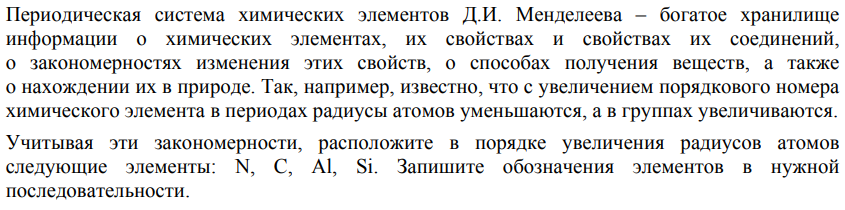 Периодическая система химических элементов Д.И. Менделеева – богатое хранилище
информации о химических элементах, их свойствах и свойствах их соединений,
о закономерностях изменения этих свойств, о способах получения веществ, а также
о нахождении их в природе. Так, например, известно, что с увеличением порядкового номера
химического элемента в периодах радиусы атомов уменьшаются, а в группах увеличиваются.
Учитывая эти закономерности, расположите в порядке увеличения радиусов атомов
следующие элементы: N, C, Al, Si. Запишите обозначения элементов в нужной
последовательности.